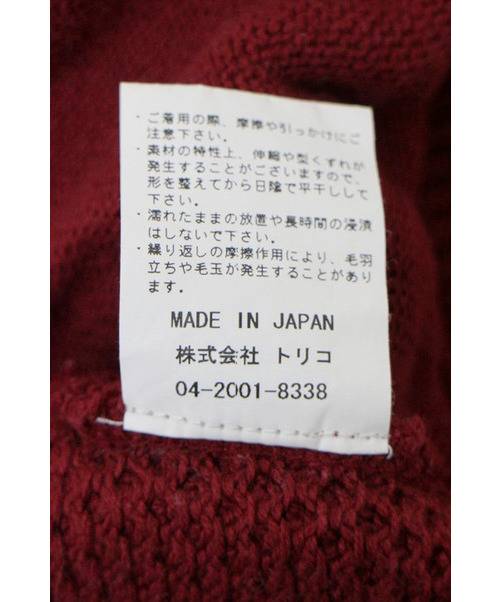 ・ご着用の際、摩擦や引っかけにご
注意下さい。
・素材の特性上、伸縮や型くずれが
発生することがございますので、
形を整えてから日陰で平干しして
下さい。
・濡れたままの放置や長時間の浸漬
はしないで下さい。
・繰り返しの摩擦作用により、毛羽
立ちや毛玉が発生することがあり
ます。
MADE IN JAPAN
株式会社 トリコ
04-2001-8338